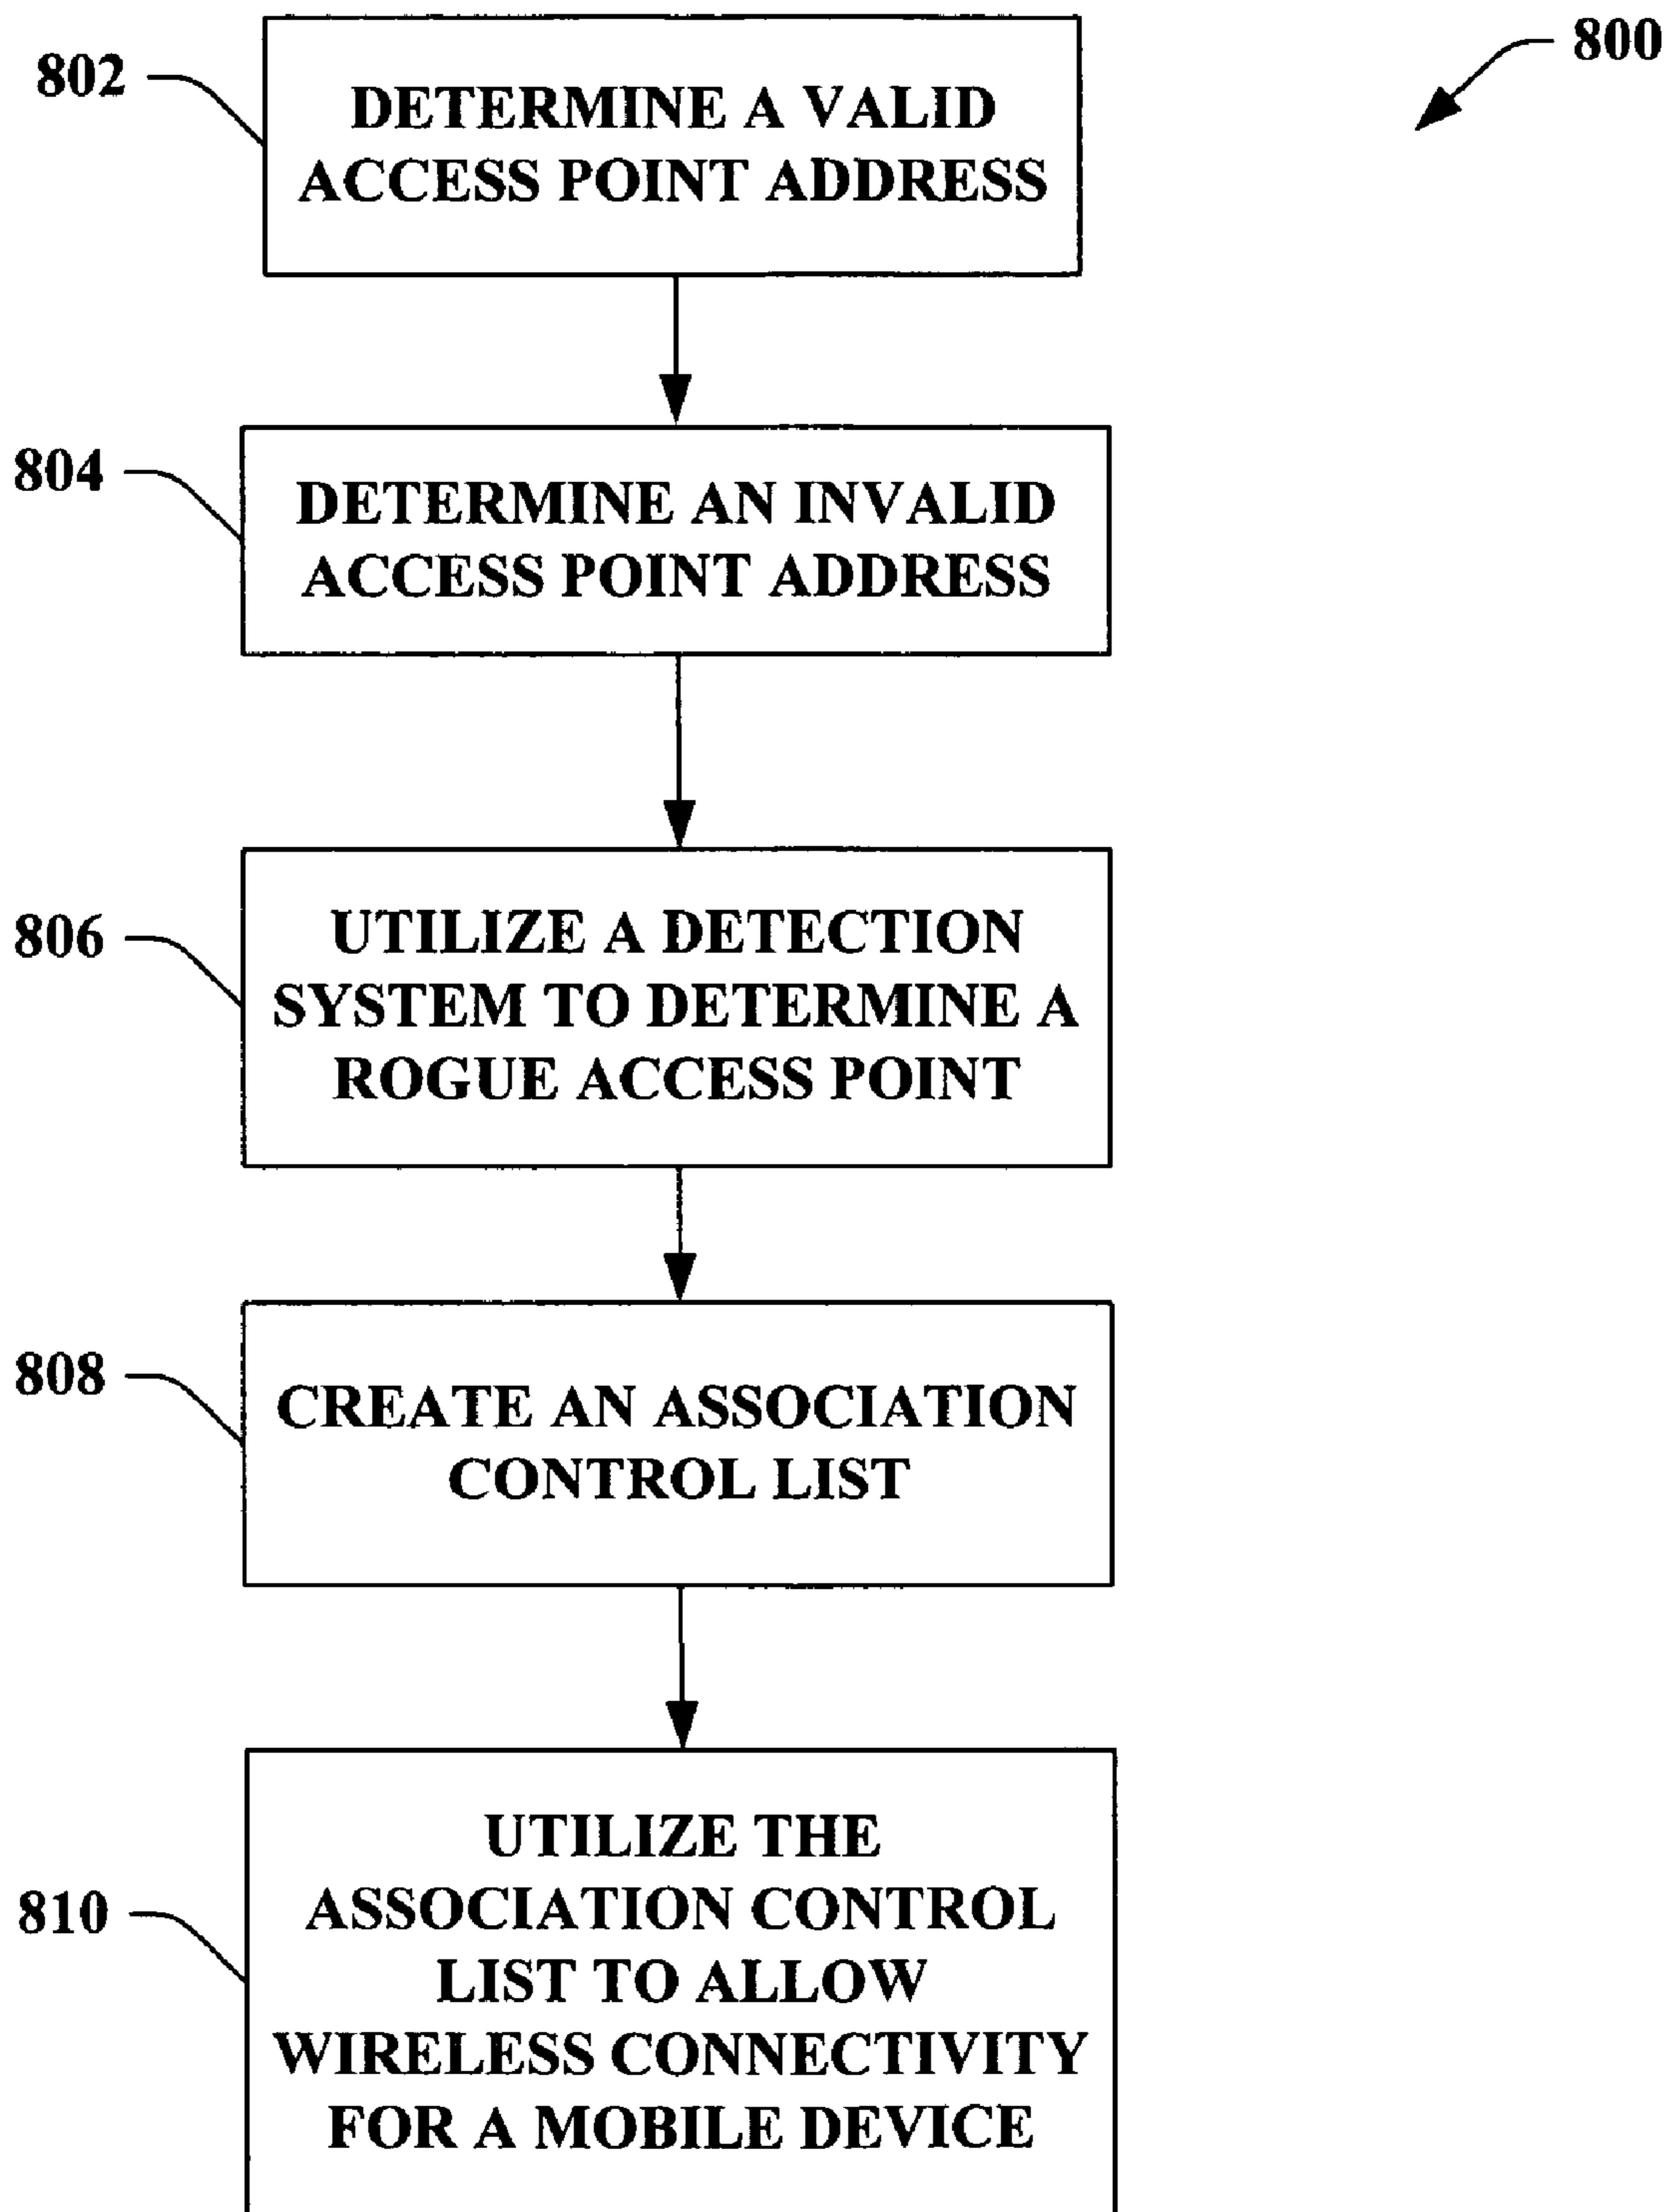 800
802
DETERMINE A VALID
ACCESS POINT ADDRESS
804
DETERMINE AN INVALID
ACCESS POINT ADDRESS
806
UTILIZE A DETECTION
SYSTEM TO DETERMINE A
ROGUE ACCESS POINT
808
CREATE AN ASSOCIATION
CONTROL LIST
810
UTILIZE THE
ASSOCIATION CONTROL
LIST TO ALLOW
WIRELESS CONNECTIVITY
FOR A MOBILE DEVICE